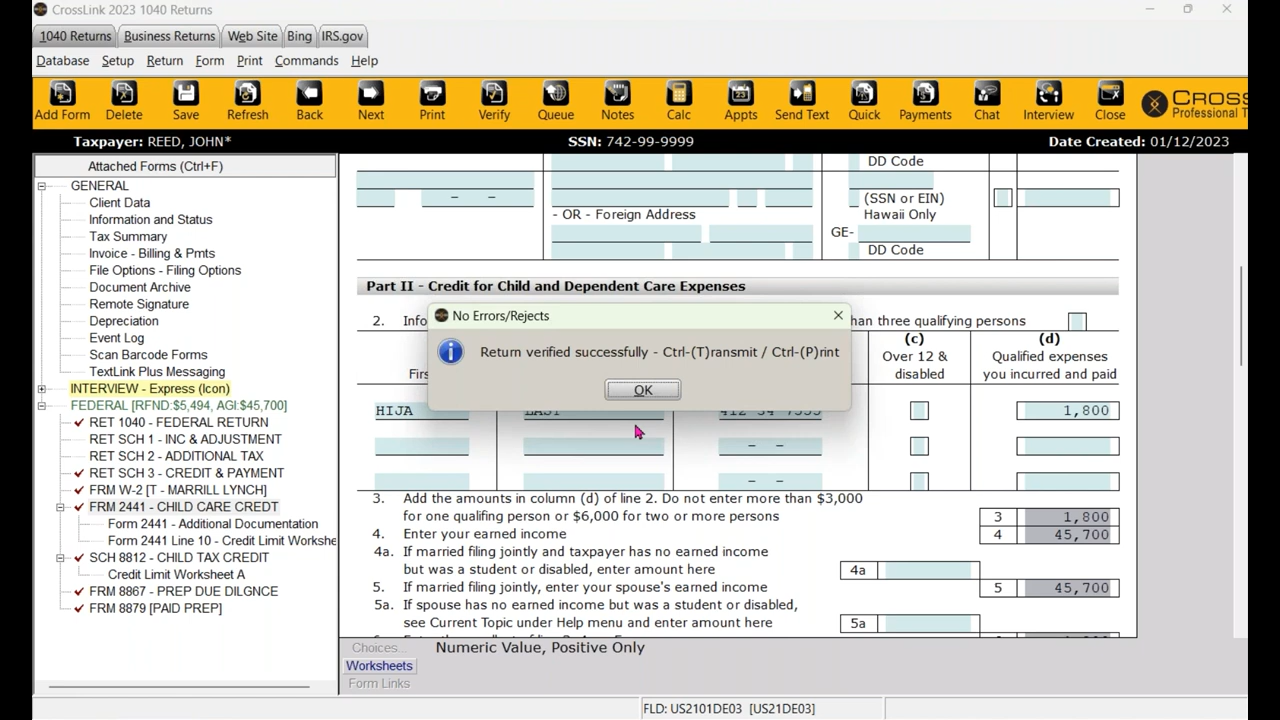 CrossLink 2023 1040 Returns
1040 Returns Business Returns Web Site Bing IRS.gov
Database Setup Return Form Print Commands Help
Add Form Delete Save Refresh Back Next Print Verify Queue Notes Calc Appts Send Text Quick Payments Chat Interview Close
CROSS
Professional T
Taxpayer: REED, JOHN* SSN: 742-99-9999 Date Created: 01/12/2023
Attached Forms (Ctrl+F)
GENERAL
Client Data
Information and Status
Tax Summary
Invoice - Billing & Pmts
File Options - Filing Options
Document Archive
Remote Signature
Depreciation
Event Log
Scan Barcode Forms
TextLink Plus Messaging
INTERVIEW - Express (Icon)
FEDERAL [RFND:$5,494, AGI:$45,700]
RET 1040 - FEDERAL RETURN
RET SCH 1 - INC & ADJUSTMENT
RET SCH 2 - ADDITIONAL TAX
RET SCH 3 - CREDIT & PAYMENT
FRM W-2 [T - MARRILL LYNCH]
FRM 2441 - CHILD CARE CREDT
Form 2441 - Additional Documentation
Form 2441 Line 10 - Credit Limit Workshe
SCH 8812 - CHILD TAX CREDIT
Credit Limit Worksheet A
FRM 8867 - PREP DUE DILGNCE
FRM 8879 [PAID PREP]
DD Code
- - (SSN or EIN)
- OR - Foreign Address Hawaii Only
GE-
DD Code
Part II - Credit for Child and Dependent Care Expenses
2. Info han three qualifying persons
(c) (d)
Over 12 & Qualified expenses
Firs disabled you incurred and paid
No Errors/Rejects
Return verified successfully - Ctrl-(T)ransmit / Ctrl-(P)rint
OK
HIJA 1,800
- -
- -
3. Add the amounts in column (d) of line 2. Do not enter more than $3,000
for one qualifing person or $6,000 for two or more persons 3 1,800
4. Enter your earned income 4 45,700
4a. If married filing jointly and taxpayer has no earned income
but was a student or disabled, enter amount here 4a
5. If married filing jointly, enter your spouse's earned income 5 45,700
5a. If spouse has no earned income but was a student or disabled,
see Current Topic under Help menu and enter amount here 5a
Choices... Numeric Value, Positive Only
Worksheets
Form Links
FLD: US2101DE03 [US21DE03]